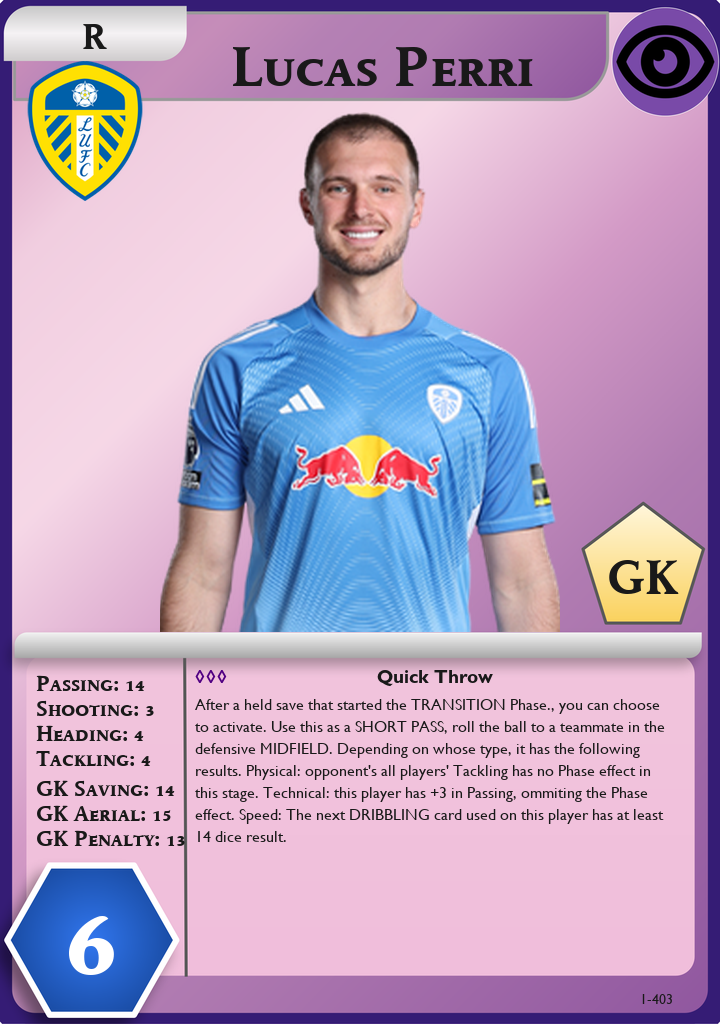 R
Lucas Perri
LUFC
GK
Passing: 14
Shooting: 3
Heading: 4
Tackling: 4
GK Saving: 14
GK Aerial: 15
GK Penalty: 13
6
Quick Throw
After a held save that started the TRANSITION Phase., you can choose
to activate. Use this as a SHORT PASS, roll the ball to a teammate in the
defensive MIDFIELD. Depending on whose type, it has the following
results. Physical: opponent's all players' Tackling has no Phase effect in
this stage. Technical: this player has +3 in Passing, ommiting the Phase
effect. Speed: The next DRIBBLING card used on this player has at least
14 dice result.
1-403